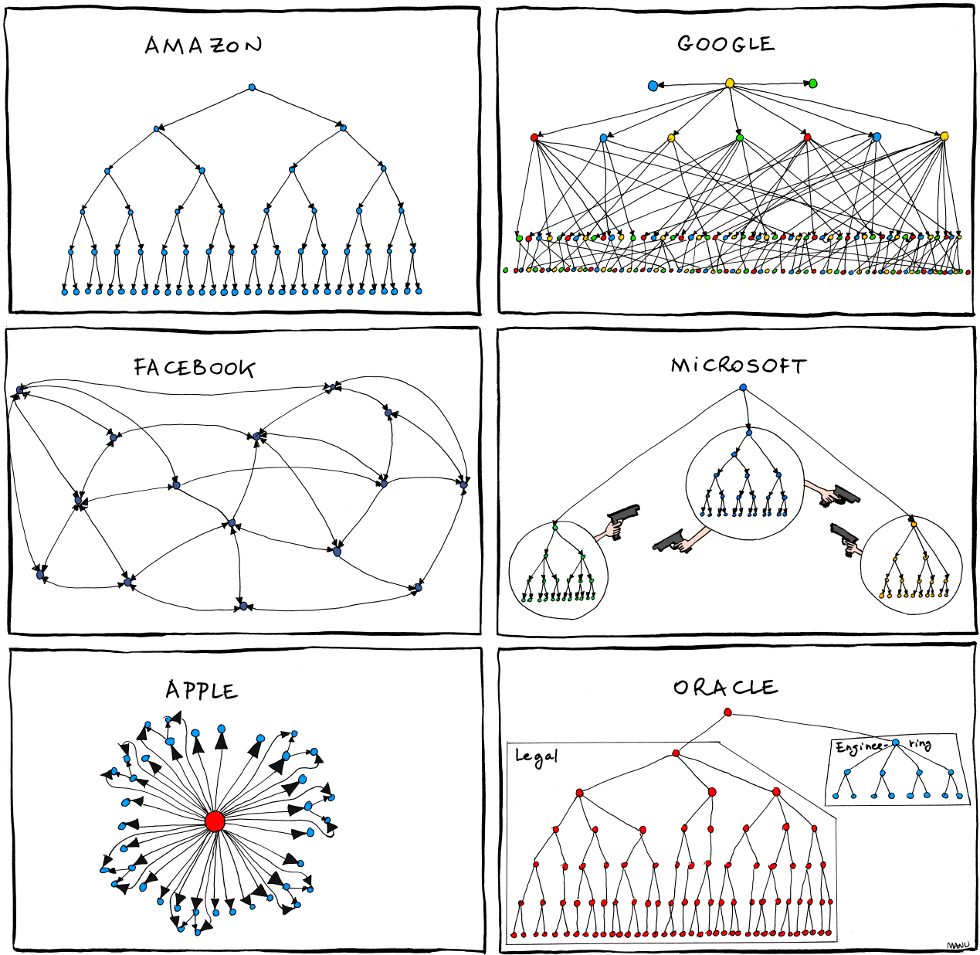 AMAZON
GOOGLE
FACEBOOK
MiCROSOFT
APPLE
ORACLE
Legal
Enginee- ring
MANU